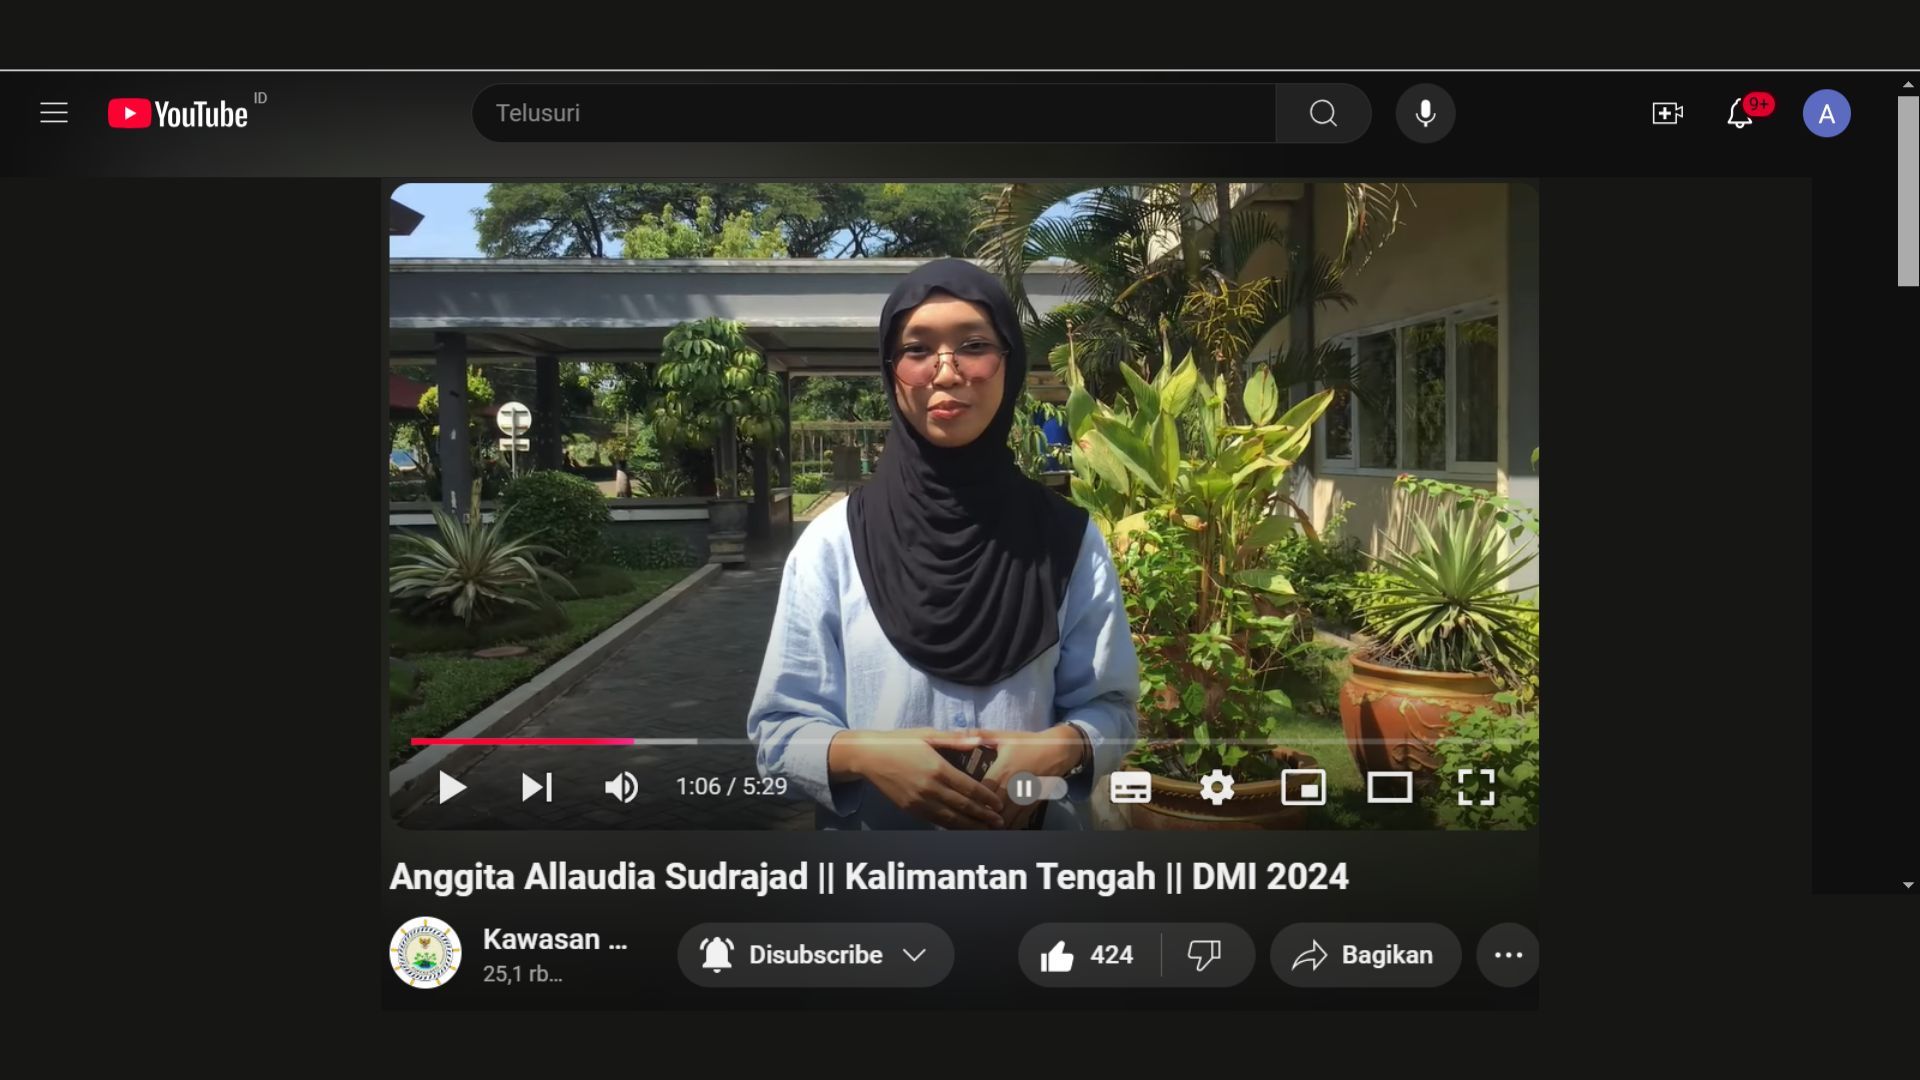 YouTube ID
Telusuri
9+
A
1:06 / 5:29
Anggita Allaudia Sudrajad || Kalimantan Tengah || DMI 2024
Kawasan ...
25,1 rb...
Disubscribe
424
Bagikan